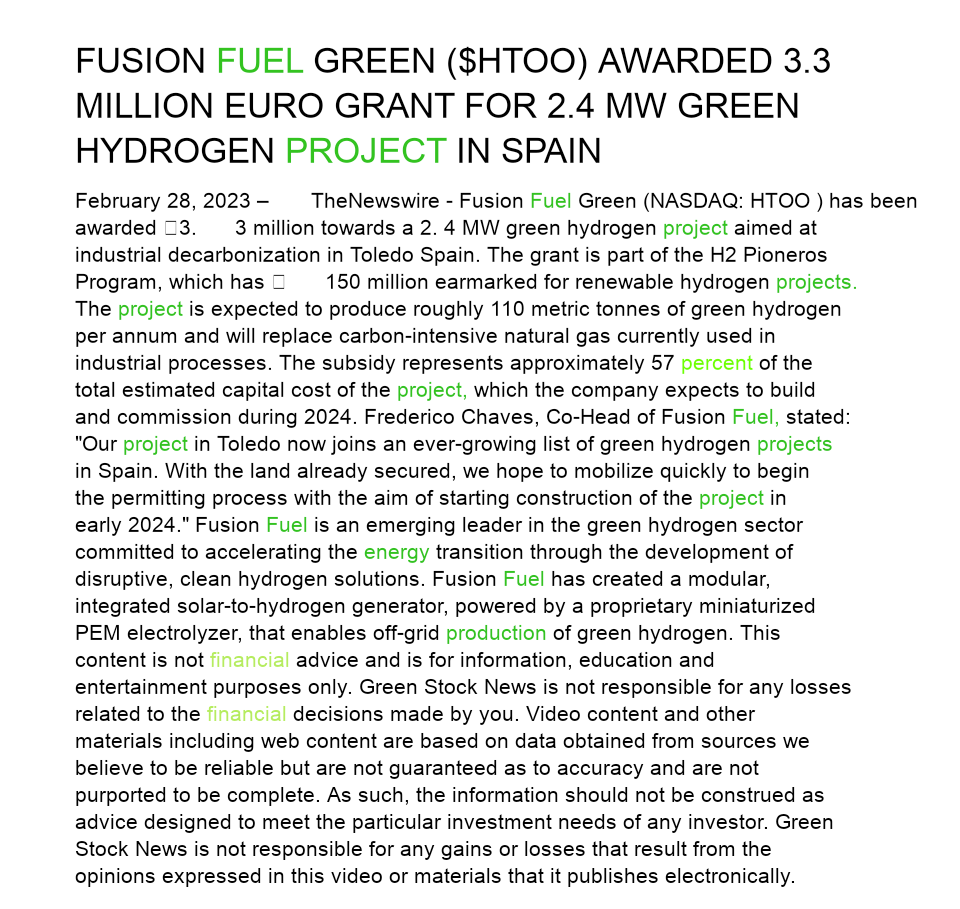 FUSION FUEL GREEN ($HTOO) AWARDED 3.3
MILLION EURO GRANT FOR 2.4 MW GREEN
HYDROGEN PROJECT IN SPAIN
February 28, 2023 – TheNewswire - Fusion Fuel Green (NASDAQ: HTOO ) has been
awarded □3. 3 million towards a 2. 4 MW green hydrogen project aimed at
industrial decarbonization in Toledo Spain. The grant is part of the H2 Pioneros
Program, which has □ 150 million earmarked for renewable hydrogen projects.
The project is expected to produce roughly 110 metric tonnes of green hydrogen
per annum and will replace carbon-intensive natural gas currently used in
industrial processes. The subsidy represents approximately 57 percent of the
total estimated capital cost of the project, which the company expects to build
and commission during 2024. Frederico Chaves, Co-Head of Fusion Fuel, stated:
"Our project in Toledo now joins an ever-growing list of green hydrogen projects
in Spain. With the land already secured, we hope to mobilize quickly to begin
the permitting process with the aim of starting construction of the project in
early 2024." Fusion Fuel is an emerging leader in the green hydrogen sector
committed to accelerating the energy transition through the development of
disruptive, clean hydrogen solutions. Fusion Fuel has created a modular,
integrated solar-to-hydrogen generator, powered by a proprietary miniaturized
PEM electrolyzer, that enables off-grid production of green hydrogen. This
content is not financial advice and is for information, education and
entertainment purposes only. Green Stock News is not responsible for any losses
related to the financial decisions made by you. Video content and other
materials including web content are based on data obtained from sources we
believe to be reliable but are not guaranteed as to accuracy and are not
purported to be complete. As such, the information should not be construed as
advice designed to meet the particular investment needs of any investor. Green
Stock News is not responsible for any gains or losses that result from the
opinions expressed in this video or materials that it publishes electronically.